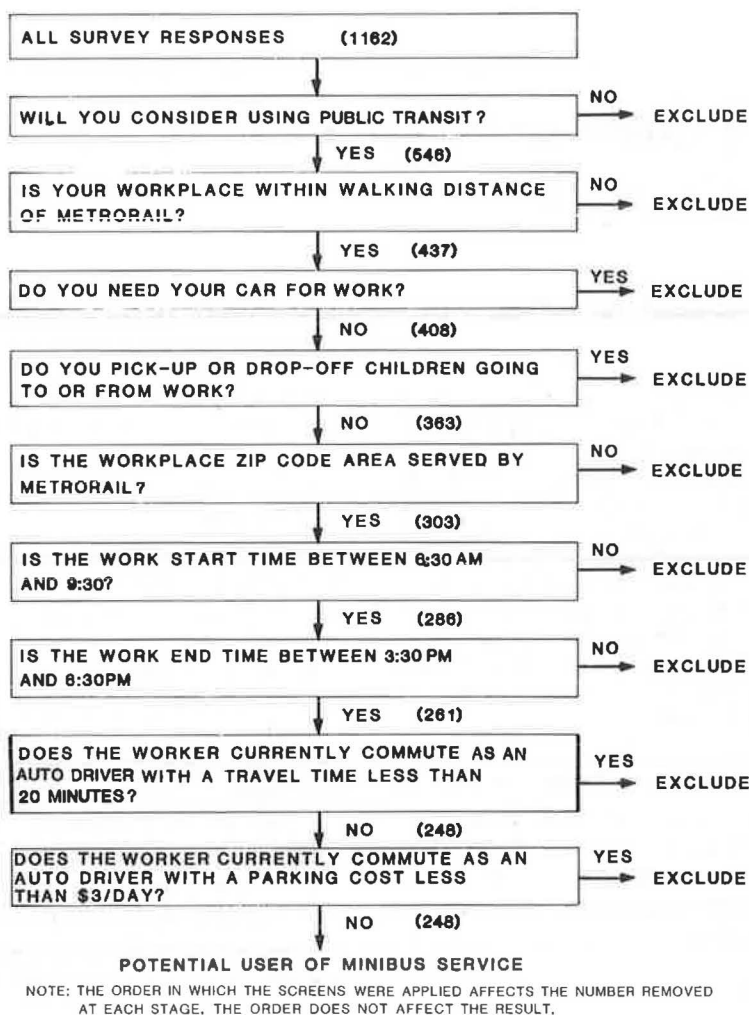 ALL SURVEY RESPONSES (1162)
WILL YOU CONSIDER USING PUBLIC TRANSIT?
NO
EXCLUDE
YES (546)
IS YOUR WORKPLACE WITHIN WALKING DISTANCE
OF METRORAIL?
NO
EXCLUDE
YES (437)
DO YOU NEED YOUR CAR FOR WORK?
YES
EXCLUDE
NO (408)
DO YOU PICK-UP OR DROP-OFF CHILDREN GOING
TO OR FROM WORK?
YES
EXCLUDE
NO (363)
IS THE WORKPLACE ZIP CODE AREA SERVED BY
METRORAIL?
NO
EXCLUDE
YES (303)
IS THE WORK START TIME BETWEEN 6:30 AM
AND 9:30?
NO
EXCLUDE
YES (286)
IS THE WORK END TIME BETWEEN 3:30 PM
AND 6:30PM
NO
EXCLUDE
YES (261)
DOES THE WORKER CURRENTLY COMMUTE AS AN
AUTO DRIVER WITH A TRAVEL TIME LESS THAN
20 MINUTES?
YES
EXCLUDE
NO (248)
DOES THE WORKER CURRENTLY COMMUTE AS AN
AUTO DRIVER WITH A PARKING COST LESS
THAN $3/DAY?
YES
EXCLUDE
NO (248)
POTENTIAL USER OF MINIBUS SERVICE
NOTE: THE ORDER IN WHICH THE SCREENS WERE APPLIED AFFECTS THE NUMBER REMOVED
AT EACH STAGE. THE ORDER DOES NOT AFFECT THE RESULT.